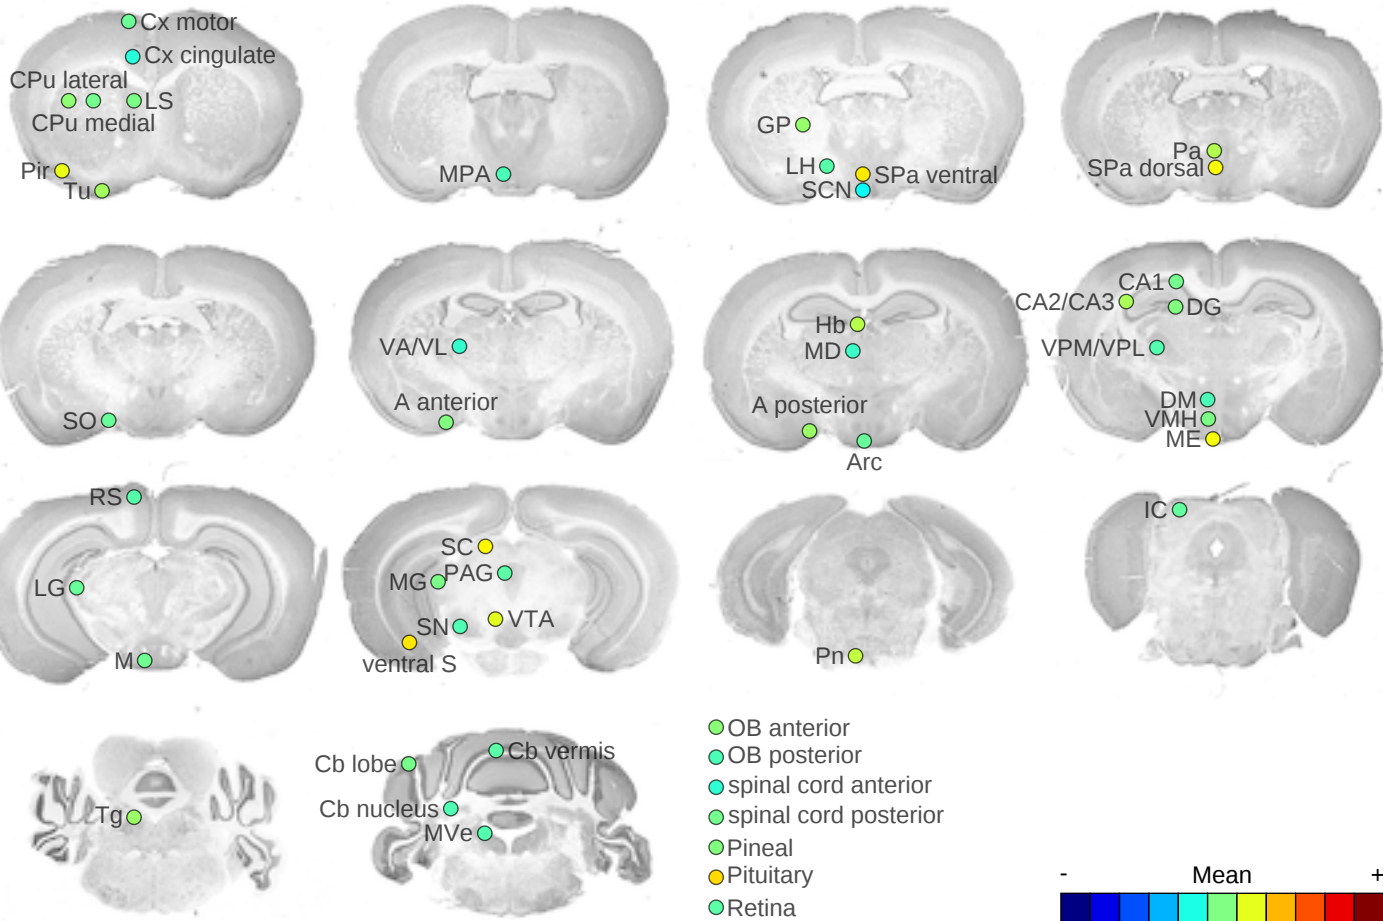 Cx motor
Cx cingulate
CPu lateral
LS
CPu medial
Pir
Tu
MPA
GP
LH
SPa ventral
SCN
Pa
SPa dorsal
SO
VA/VL
A anterior
Hb
MD
A posterior
Arc
CA1
CA2/CA3
DG
VPM/VPL
DM
VMH
ME
RS
LG
M
SC
MG
PAG
SN
VTA
ventral S
Pn
IC
Tg
Cb lobe
Cb vermis
Cb nucleus
MVe
OB anterior
OB posterior
spinal cord anterior
spinal cord posterior
Pineal
Pituitary
Retina
- Mean +